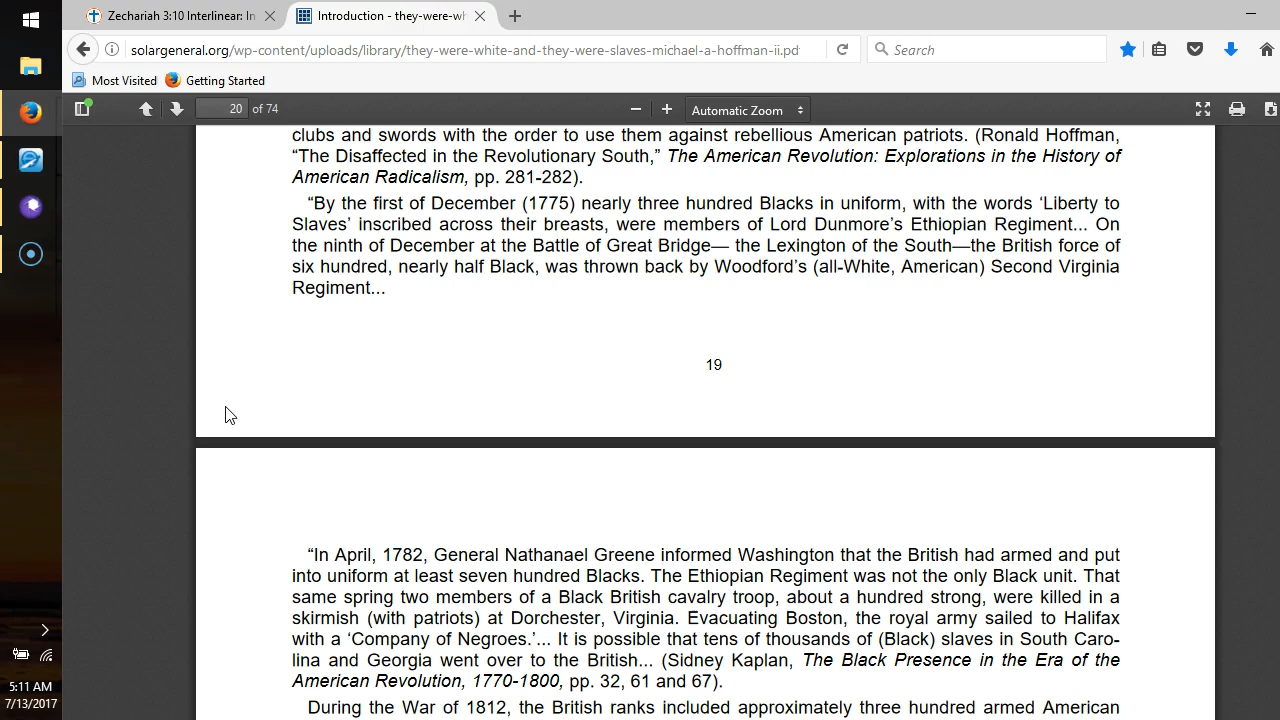 Zechariah 3:10 Interlinear: In
Introduction - they-were-wh
solargeneral.org/wp-content/uploads/library/they-were-white-and-they-were-slaves-michael-a-hoffman-ii.pd
Search
Most Visited
Getting Started
20 of 74
Automatic Zoom
clubs and swords with the order to use them against rebellious American patriots. (Ronald Hoffman,
“The Disaffected in the Revolutionary South,” The American Revolution: Explorations in the History of
American Radicalism, pp. 281-282).
“By the first of December (1775) nearly three hundred Blacks in uniform, with the words ‘Liberty to
Slaves’ inscribed across their breasts, were members of Lord Dunmore’s Ethiopian Regiment... On
the ninth of December at the Battle of Great Bridge— the Lexington of the South—the British force of
six hundred, nearly half Black, was thrown back by Woodford’s (all-White, American) Second Virginia
Regiment...
19
“In April, 1782, General Nathanael Greene informed Washington that the British had armed and put
into uniform at least seven hundred Blacks. The Ethiopian Regiment was not the only Black unit. That
same spring two members of a Black British cavalry troop, about a hundred strong, were killed in a
skirmish (with patriots) at Dorchester, Virginia. Evacuating Boston, the royal army sailed to Halifax
with a ‘Company of Negroes.’... It is possible that tens of thousands of (Black) slaves in South Caro-
lina and Georgia went over to the British... (Sidney Kaplan, The Black Presence in the Era of the
American Revolution, 1770-1800, pp. 32, 61 and 67).
During the War of 1812, the British ranks included approximately three hundred armed American
5:11 AM
7/13/2017